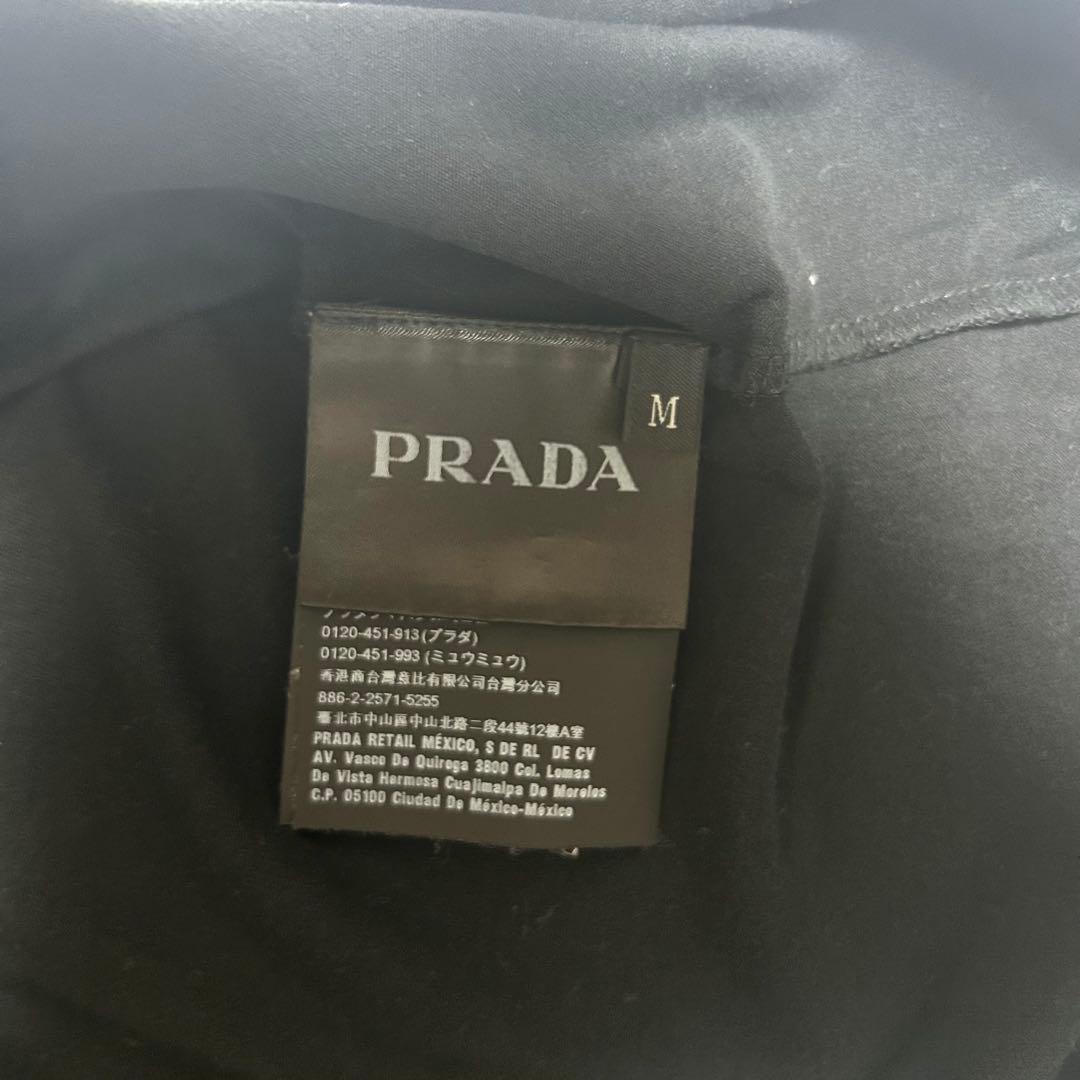 M
PRADA
0120-451-913(プラダ)
0120-451-993 (ミュウミュウ)
香港商台灣意比有限公司台灣分公司
886-2-2571-5255
臺北市中山區中山北路二段44號12樓A室
PRADA RETAIL MÉXICO, S DE RL DE CV
AV. Vasco De Quiroga 3800 Col. Lomas
De Vista Hermosa Cuajimalpa De Morelos
C.P. 05100 Ciudad De México-México